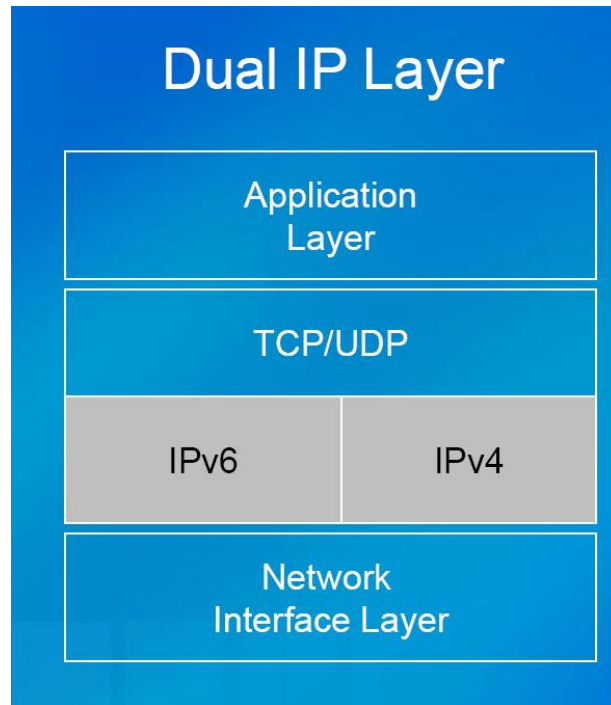 Dual IP Layer
Application
Layer
TCP/UDP
IPv6 IPv4
Network
Interface Layer